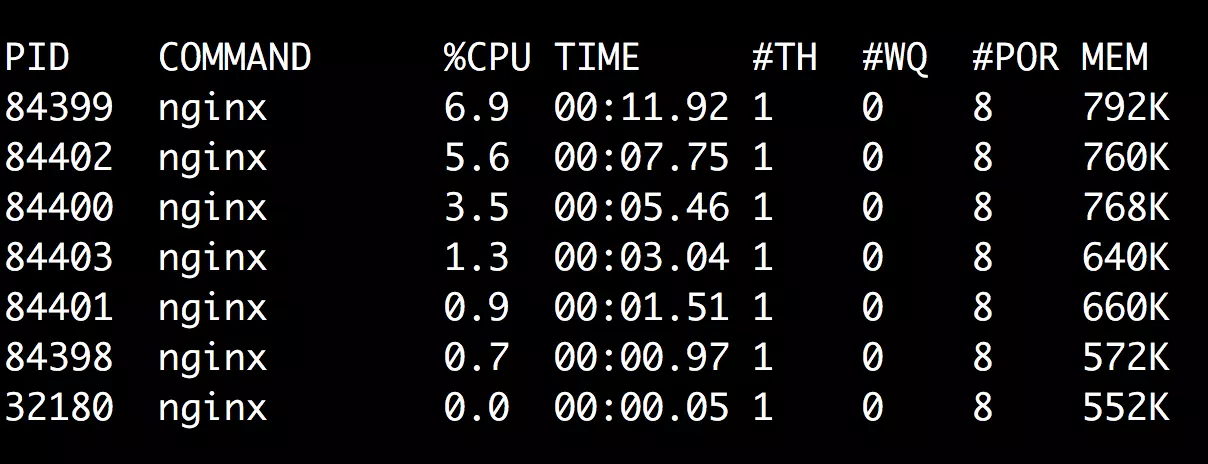 PID COMMAND %CPU TIME #TH #WQ #POR MEM
84399 nginx 6.9 00:11.92 1 0 8 792K
84402 nginx 5.6 00:07.75 1 0 8 760K
84400 nginx 3.5 00:05.46 1 0 8 768K
84403 nginx 1.3 00:03.04 1 0 8 640K
84401 nginx 0.9 00:01.51 1 0 8 660K
84398 nginx 0.7 00:00.97 1 0 8 572K
32180 nginx 0.0 00:00.05 1 0 8 552K